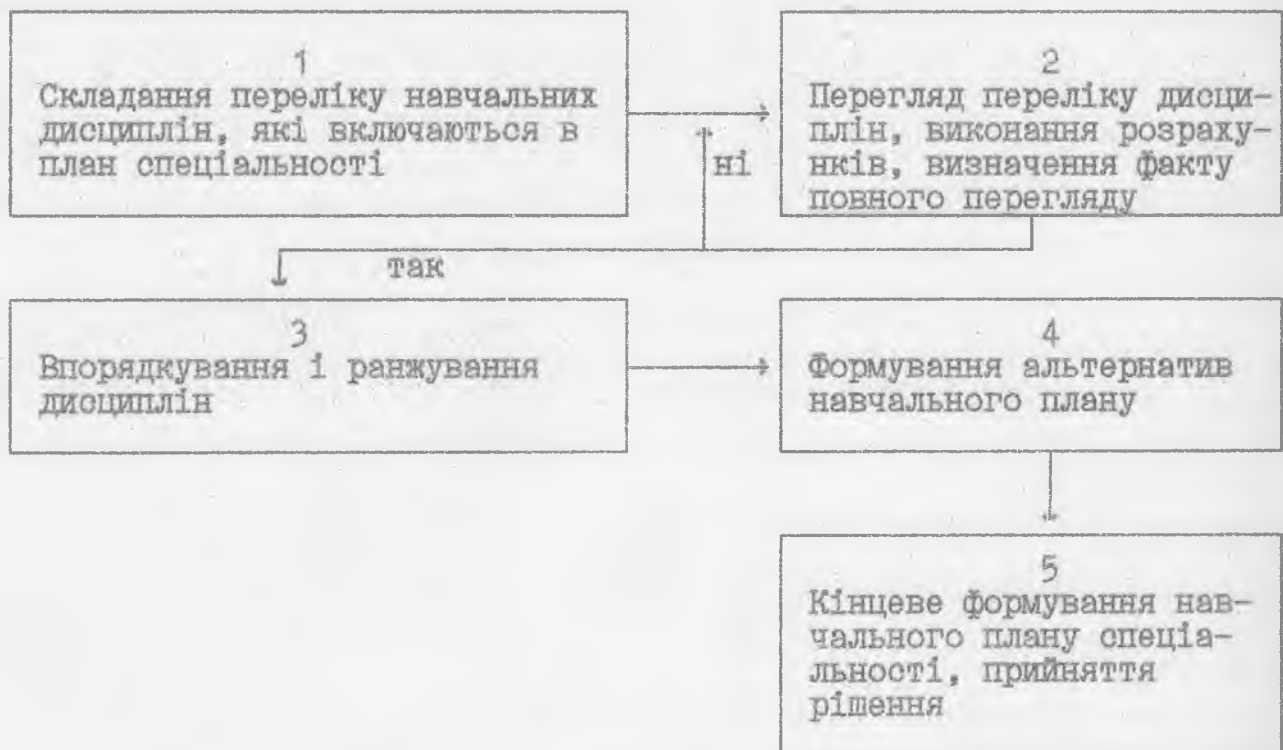 1
Складання переліку навчальних
дисциплін, які включаються в
план спеціальності
2
Перегляд переліку дисци-
плін, виконання розраху-
нків, визначення факту
повного перегляду
ні
так
3
Впорядкування і ранжування
дисциплін
4
Формування альтернатив
навчального плану
5
Кінцеве формування нав-
чального плану спеціа-
льності, прийняття
рішення